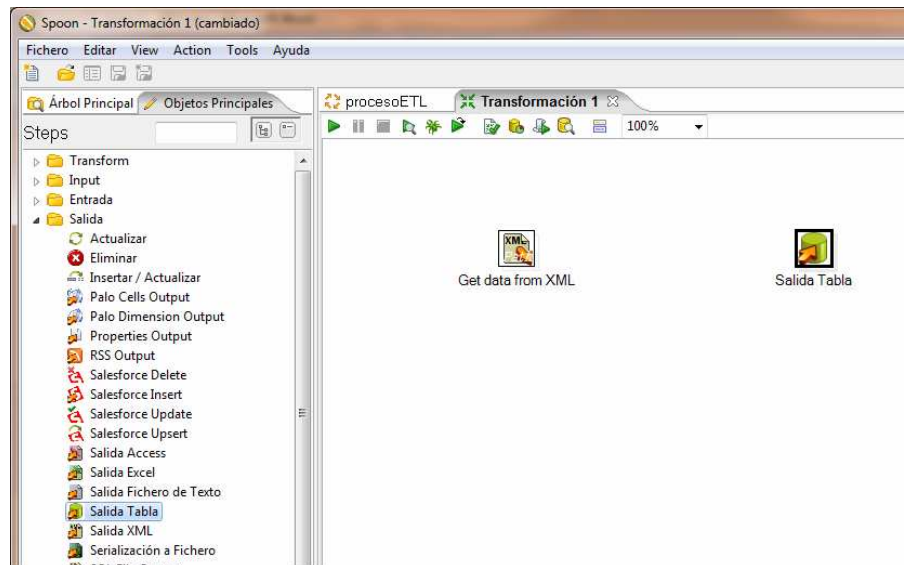 Spoon - Transformación 1 (cambiado)
Fichero Editar View Action Tools Ayuda
Árbol Principal Objetos Principales
procesoETL Transformación 1
Steps
100%
Transform
Input
Entrada
Salida
Actualizar
Eliminar
Insertar / Actualizar
Palo Cells Output
Palo Dimension Output
Properties Output
RSS Output
Salesforce Delete
Salesforce Insert
Salesforce Update
Salesforce Upsert
Salida Access
Salida Excel
Salida Fichero de Texto
Salida Tabla
Salida XML
Serialización a Fichero
XML
Get data from XML
Salida Tabla